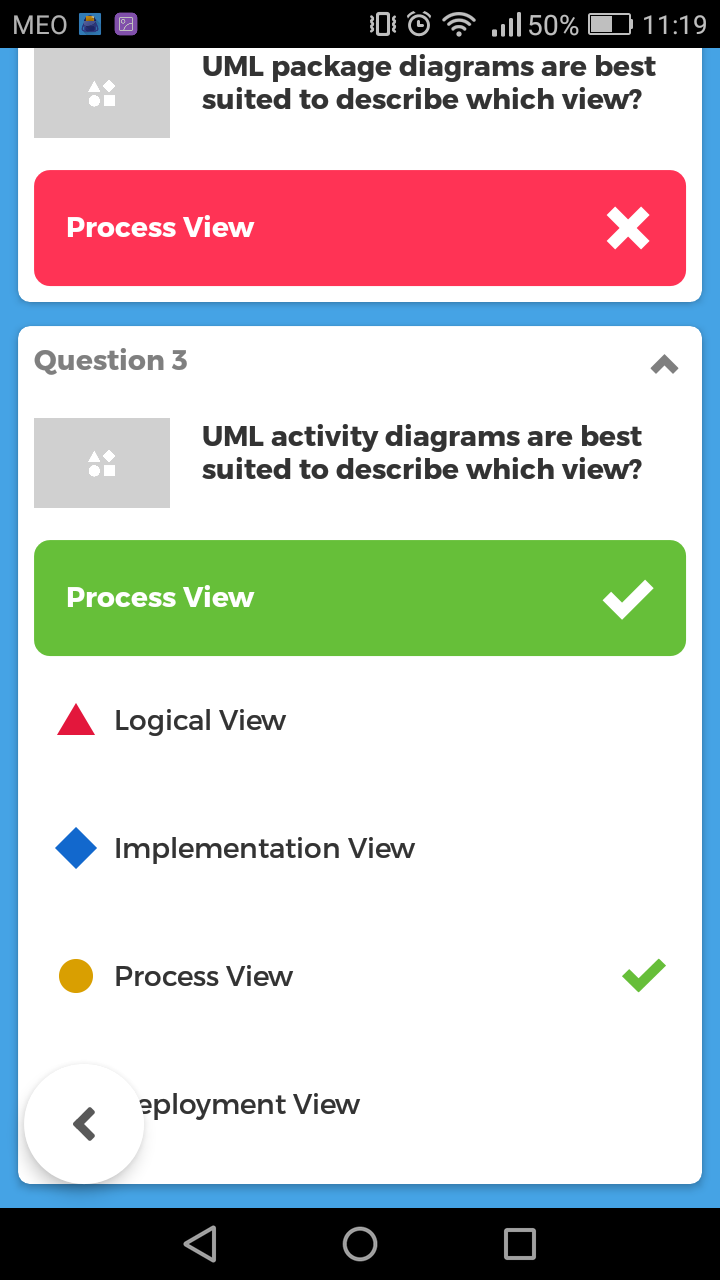 MEO 50% 11:19
UML package diagrams are best
suited to describe which view?
Process View
Question 3
UML activity diagrams are best
suited to describe which view?
Process View
Logical View
Implementation View
Process View
eployment View